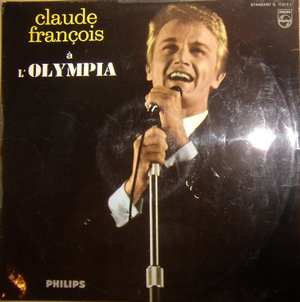 claude
françois
à
L'OLYMPIA
PHILIPS